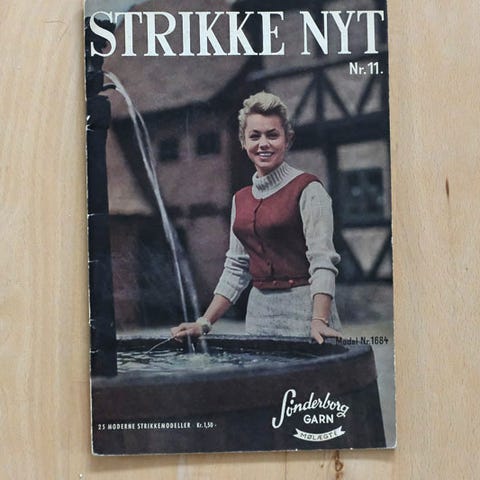 STRIKKE NYT
Nr. 11.
Model Nr. 1684
Sønderborg
GARN
MØLÆGTE
25 MODERNE STRIKKEMODELLER Kr. 1,50.